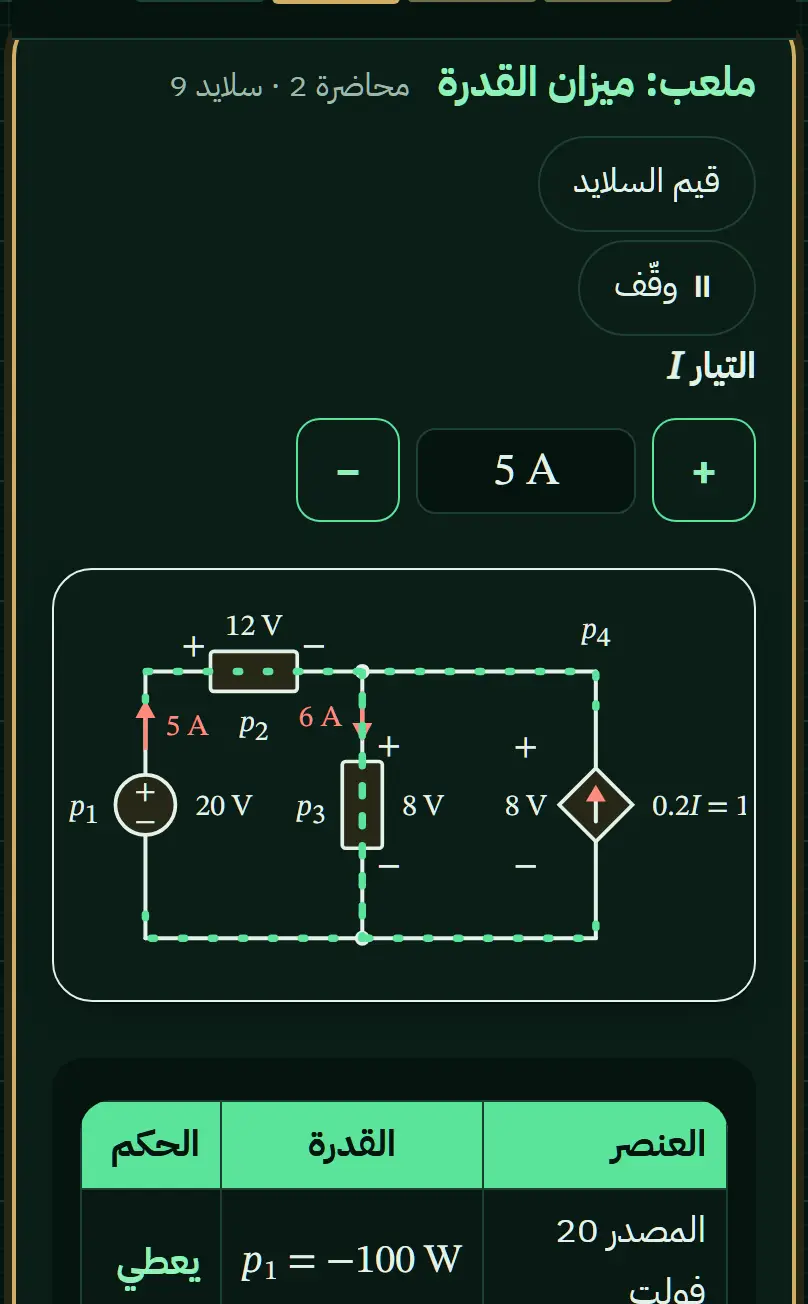 ملعب: ميزان القدرة محاضرة 2 · سلايد 9
قيم السلايد
وقّف
التيار I
+ 5 A −
12 V
+ −
p4
5 A p2 6 A
+ +
+
−
p1 20 V p3 8 V 8 V 0.2I = 1
− −
العنصر القدرة الحكم
المصدر 20
فولت
p1 = −100 W
يعطي